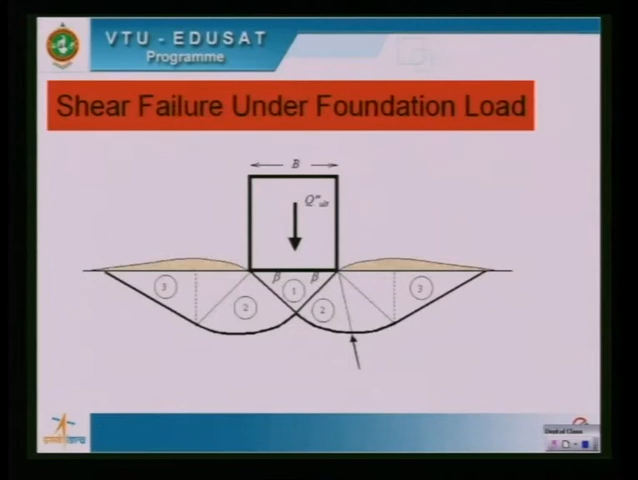 VTU - EDUSAT
Programme
Shear Failure Under Foundation Load
B
Q"ult
β β
1
3 2 2 3